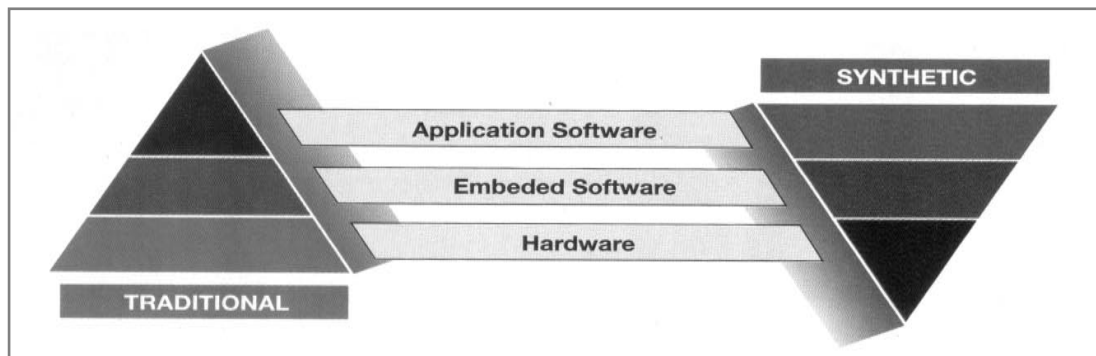 SYNTHETIC
Application Software
Embeded Software
Hardware
TRADITIONAL